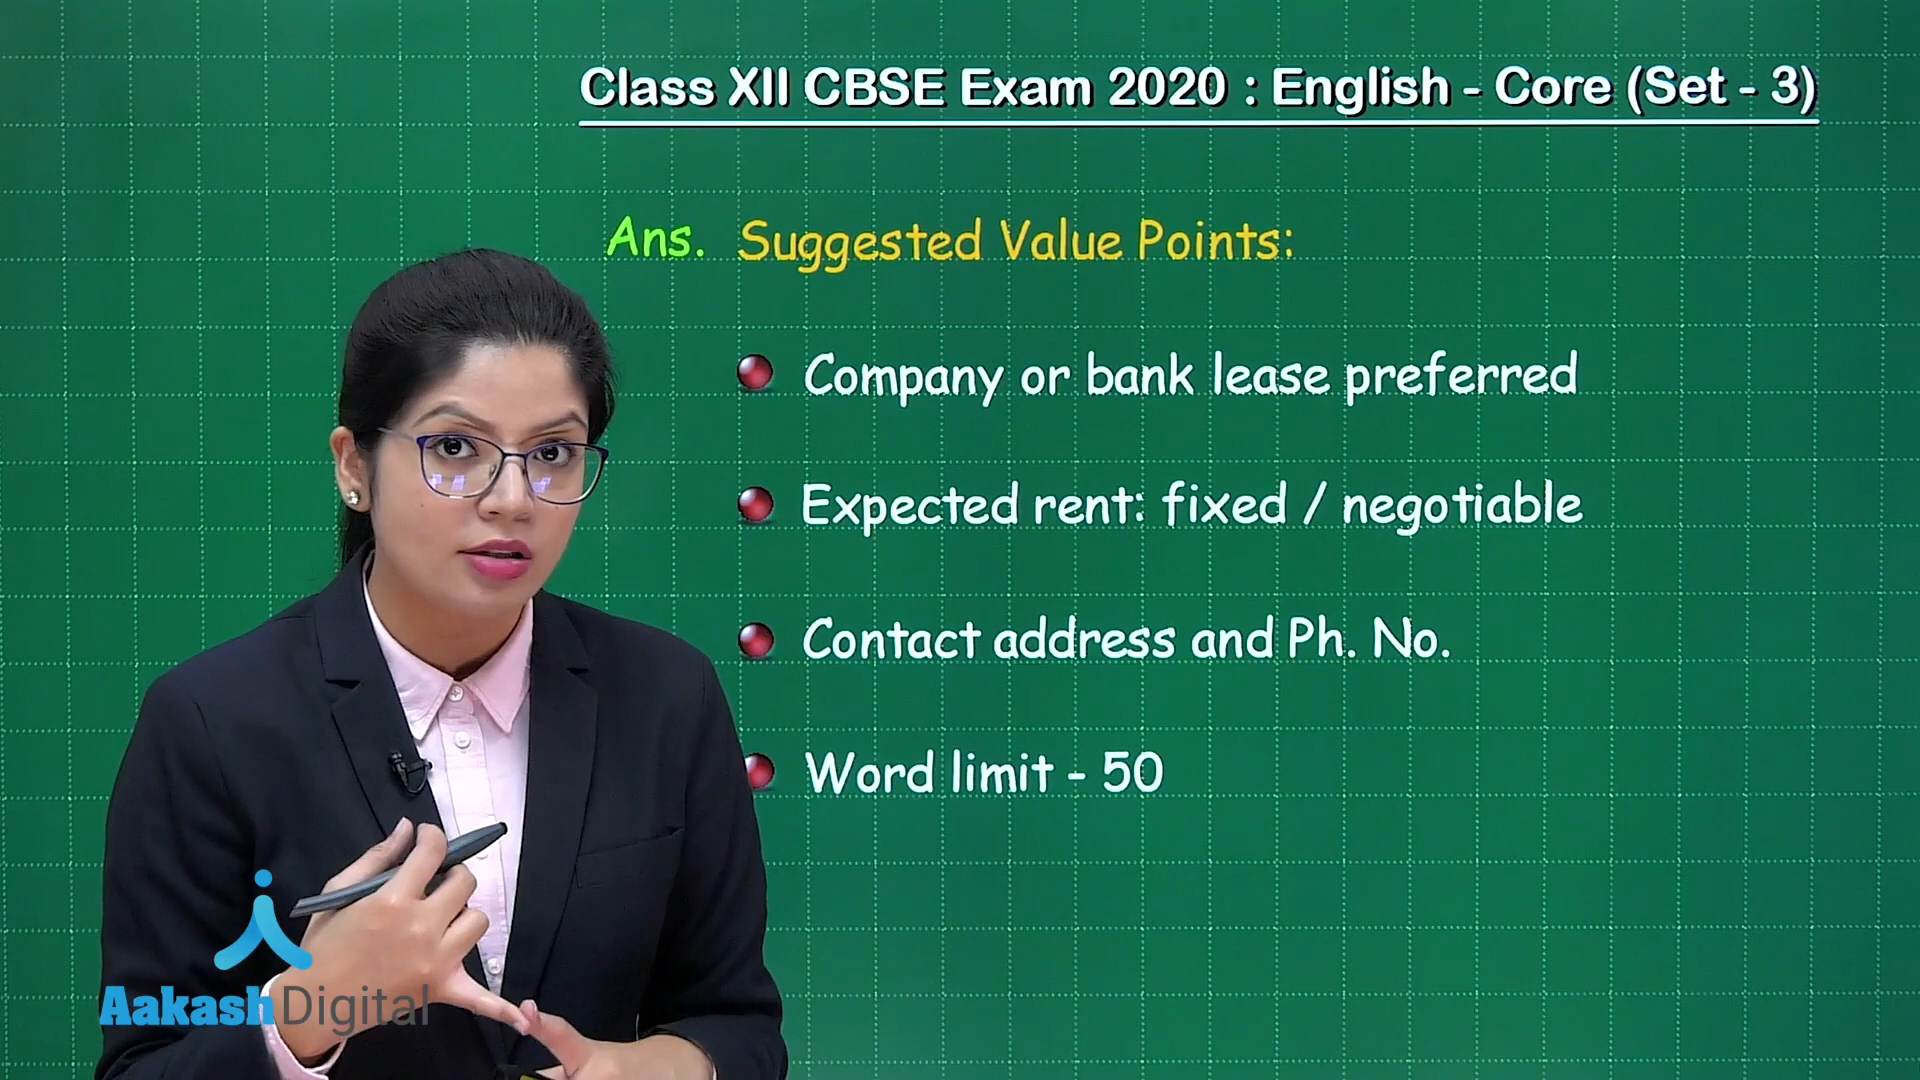 Class XII CBSE Exam 2020 : English - Core (Set - 3)
Ans. Suggested Value Points:
Company or bank lease preferred
Expected rent: fixed / negotiable
Contact address and Ph. No.
Word limit - 50
Aakash Digital